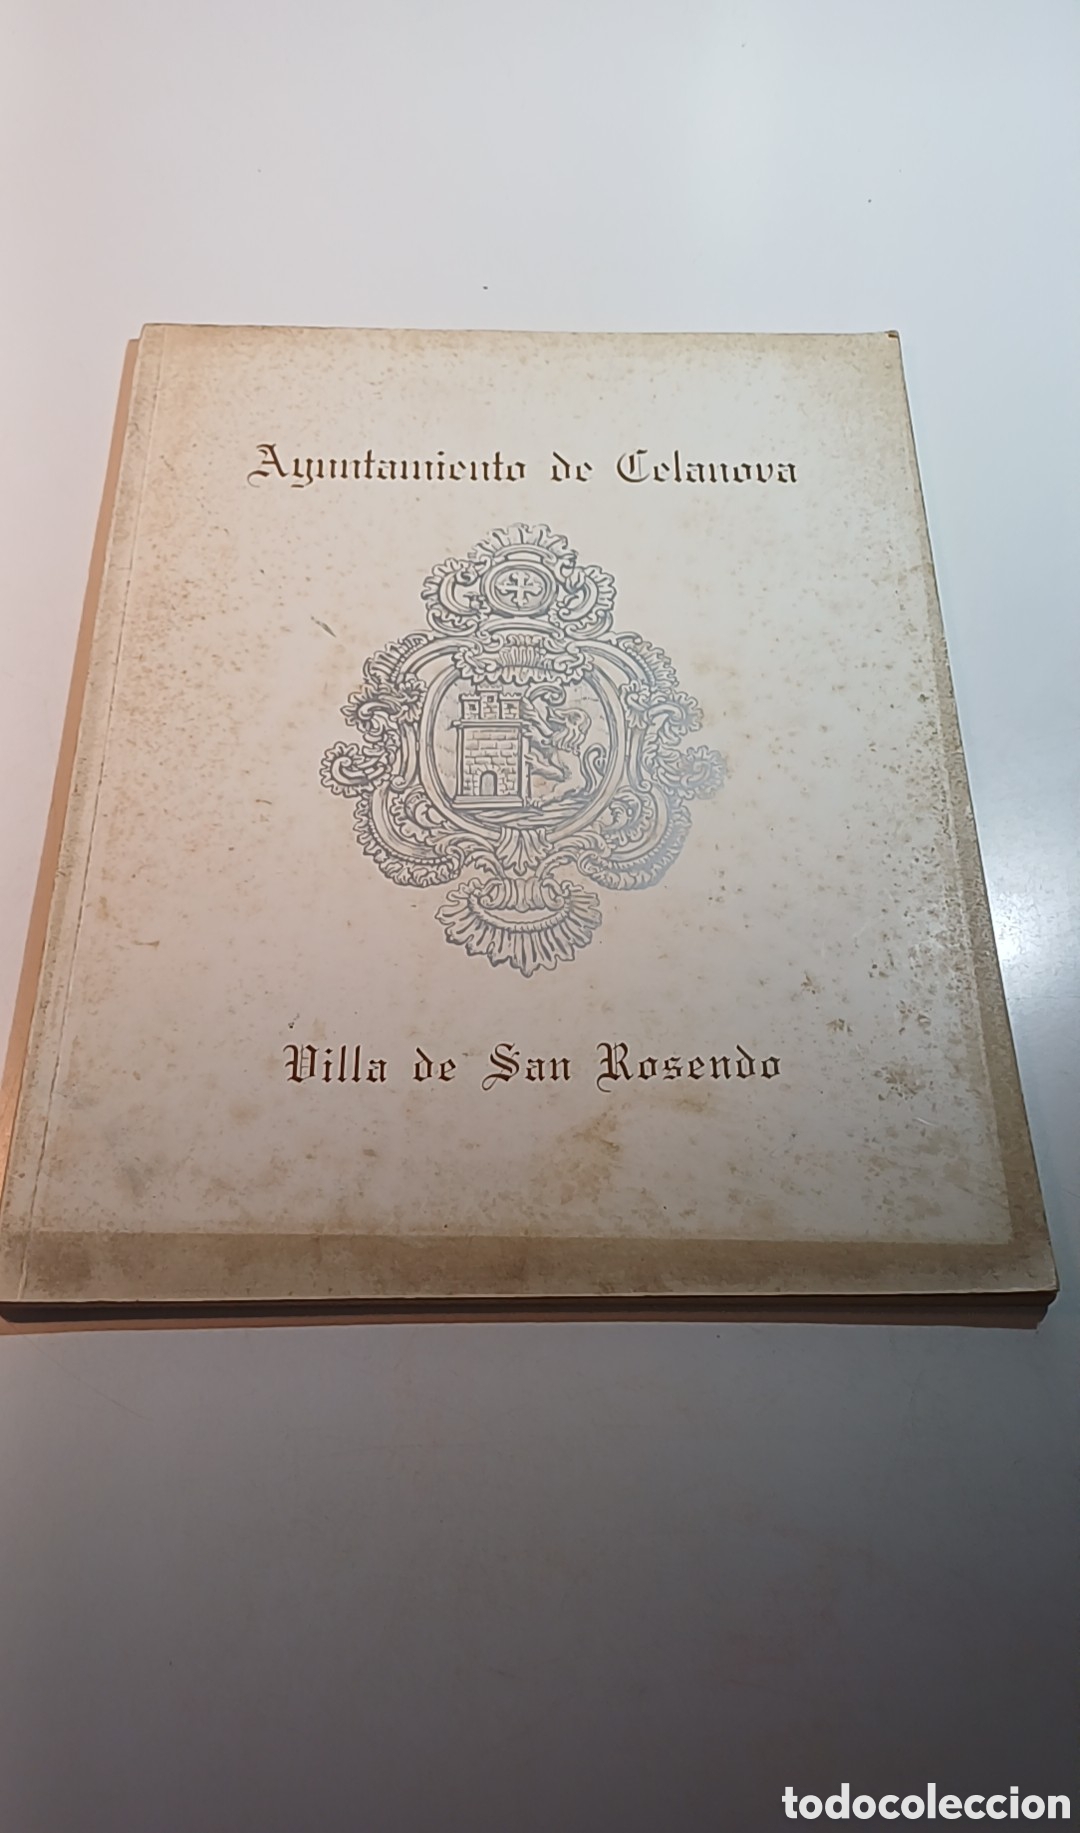 Ayuntamiento de Celanova
Villa de San Rosendo
todocoleccion